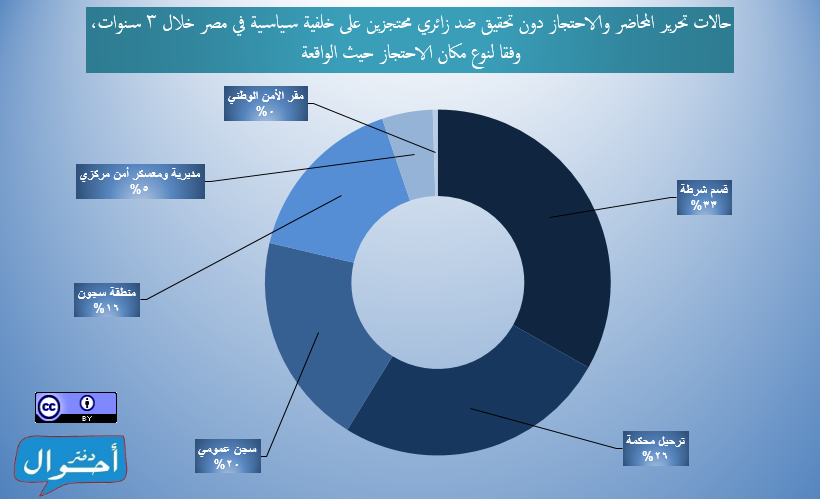 حالات تحرير المحاضر والاحتجاز دون تحقيق ضد زائري محتجزين على خلفية سياسية في مصر خلال ٣ سنوات،
وفقا لنوع مكان الاحتجاز حيث الواقعة
مقر الأمن الوطني
٠%
مديرية ومعسكر أمن مركزي
٥%
قسم شرطة
٣٣%
منطقة سجون
١٦%
سجن عمومي
٢٠%
ترحيل محكمة
٢٦%
cc
BY
دفتر
أحوال